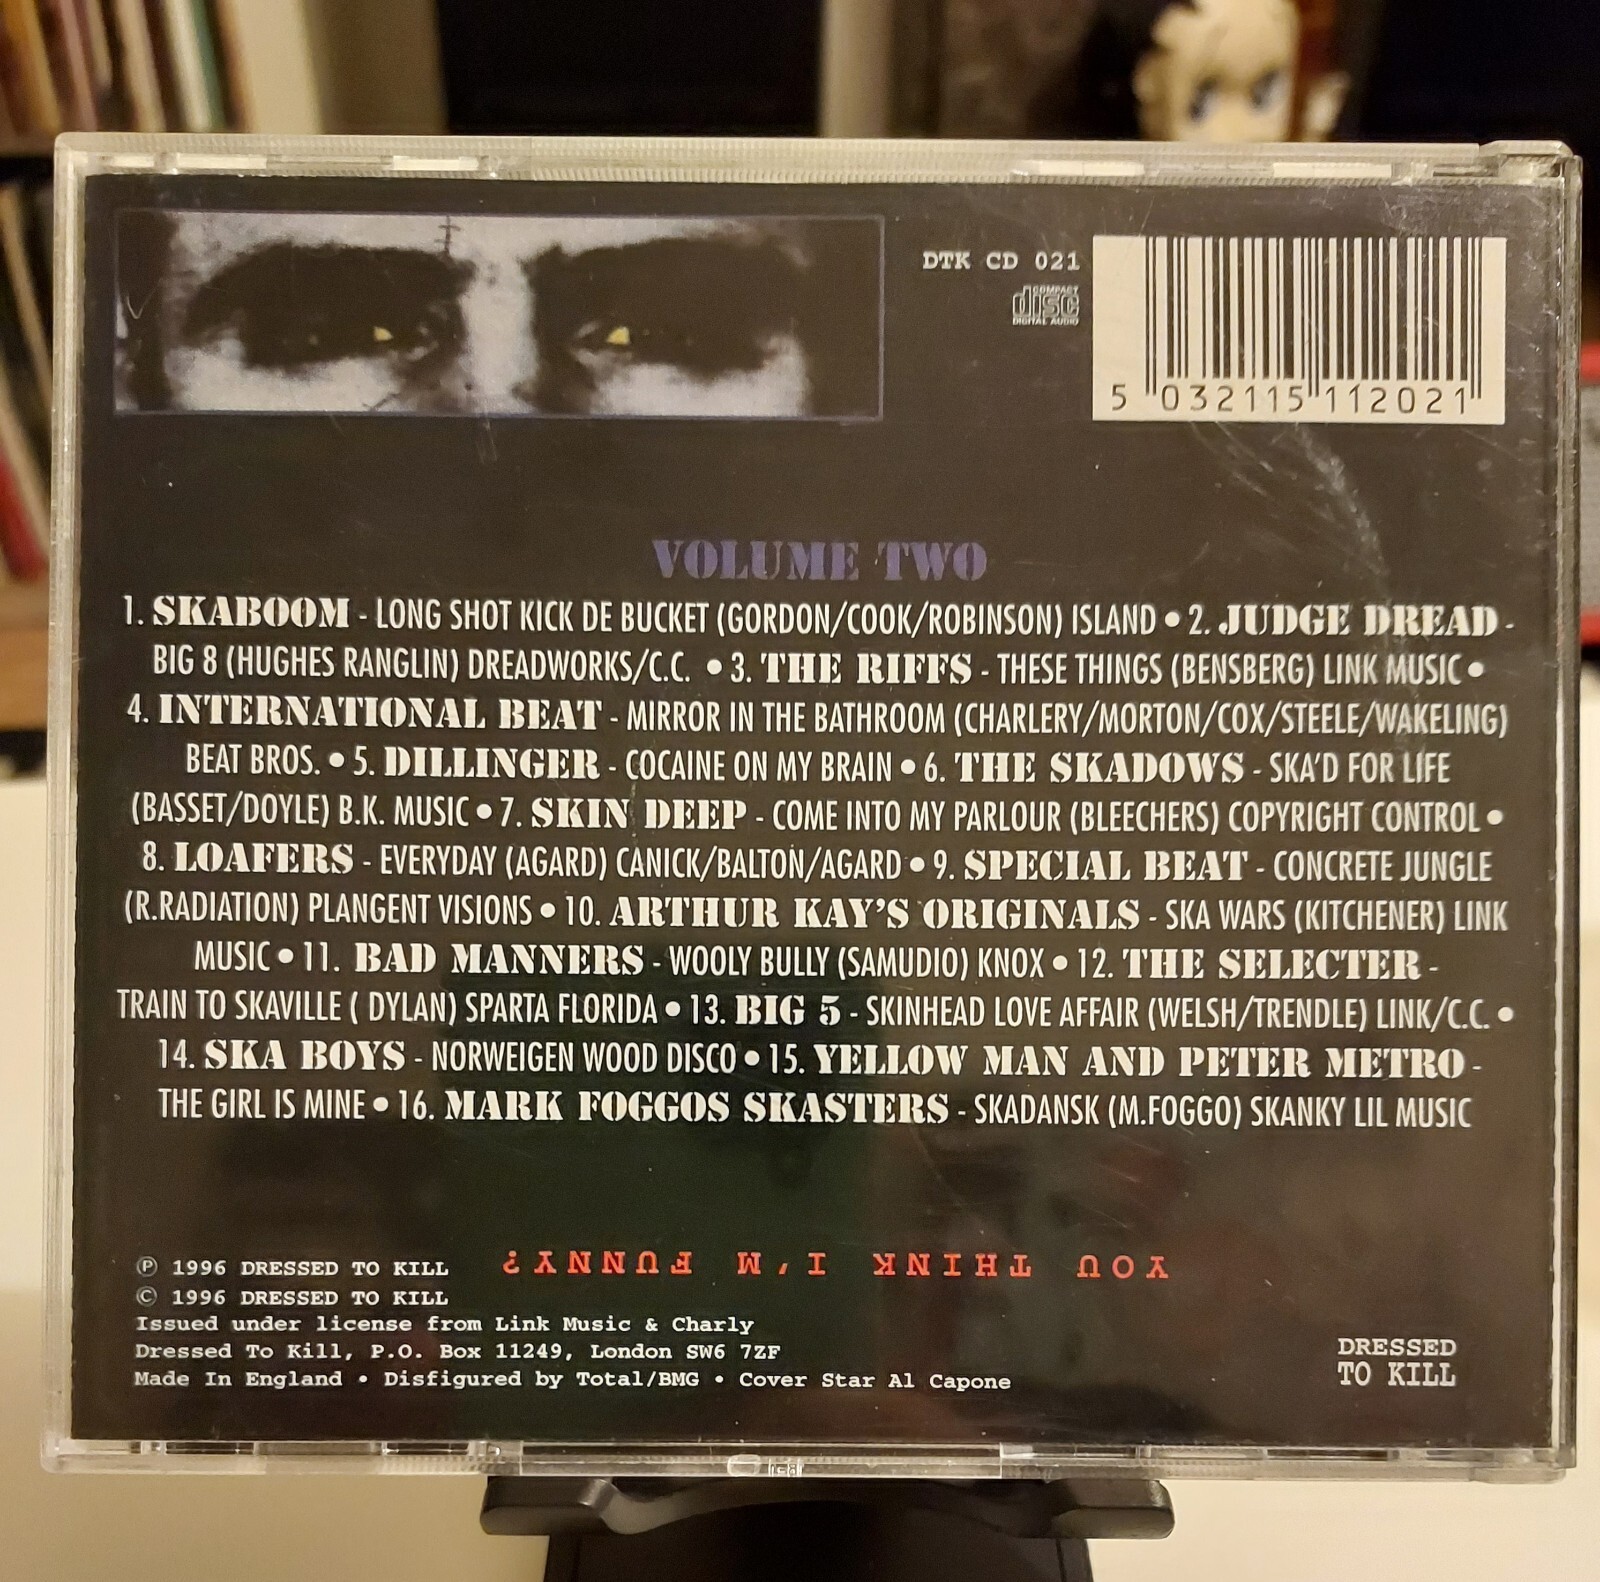 DTK CD 021
COMPACT
disc
DIGITAL AUDIO
5 032115 112021
VOLUME TWO
1. SKABOOM - LONG SHOT KICK DE BUCKET (GORDON/COOK/ROBINSON) ISLAND • 2. JUDGE DREAD -
BIG 8 (HUGHES RANGLIN) DREADWORKS/C.C. • 3. THE RIFFS - THESE THINGS (BENSBERG) LINK MUSIC •
4. INTERNATIONAL BEAT - MIRROR IN THE BATHROOM (CHARLERY/MORTON/COX/STEELE/WAKELING)
BEAT BROS. • 5. DILLINGER - COCAINE ON MY BRAIN • 6. THE SKADOWS - SKA'D FOR LIFE
(BASSET/DOYLE) B.K. MUSIC • 7. SKIN DEEP - COME INTO MY PARLOUR (BLEECHERS) COPYRIGHT CONTROL •
8. LOAFERS - EVERYDAY (AGARD) CANICK/BALTON/AGARD • 9. SPECIAL BEAT - CONCRETE JUNGLE
(R.RADIATION) PLANGENT VISIONS • 10. ARTHUR KAY'S ORIGINALS - SKA WARS (KITCHENER) LINK
MUSIC • 11. BAD MANNERS - WOOLY BULLY (SAMUDIO) KNOX • 12. THE SELECTER -
TRAIN TO SKAVILLE ( DYLAN) SPARTA FLORIDA • 13. BIG 5 - SKINHEAD LOVE AFFAIR (WELSH/TRENDLE) LINK/C.C. •
14. SKA BOYS - NORWEIGEN WOOD DISCO • 15. YELLOW MAN AND PETER METRO -
THE GIRL IS MINE • 16. MARK FOGGOS SKASTERS - SKADANSK (M.FOGGO) SKANKY LIL MUSIC
YOU THINK I'M FUNNY?
℗ 1996 DRESSED TO KILL
© 1996 DRESSED TO KILL
Issued under license from Link Music & Charly
Dressed To Kill, P.O. Box 11249, London SW6 7ZF
Made In England • Disfigured by Total/BMG • Cover Star Al Capone
DRESSED
TO KILL